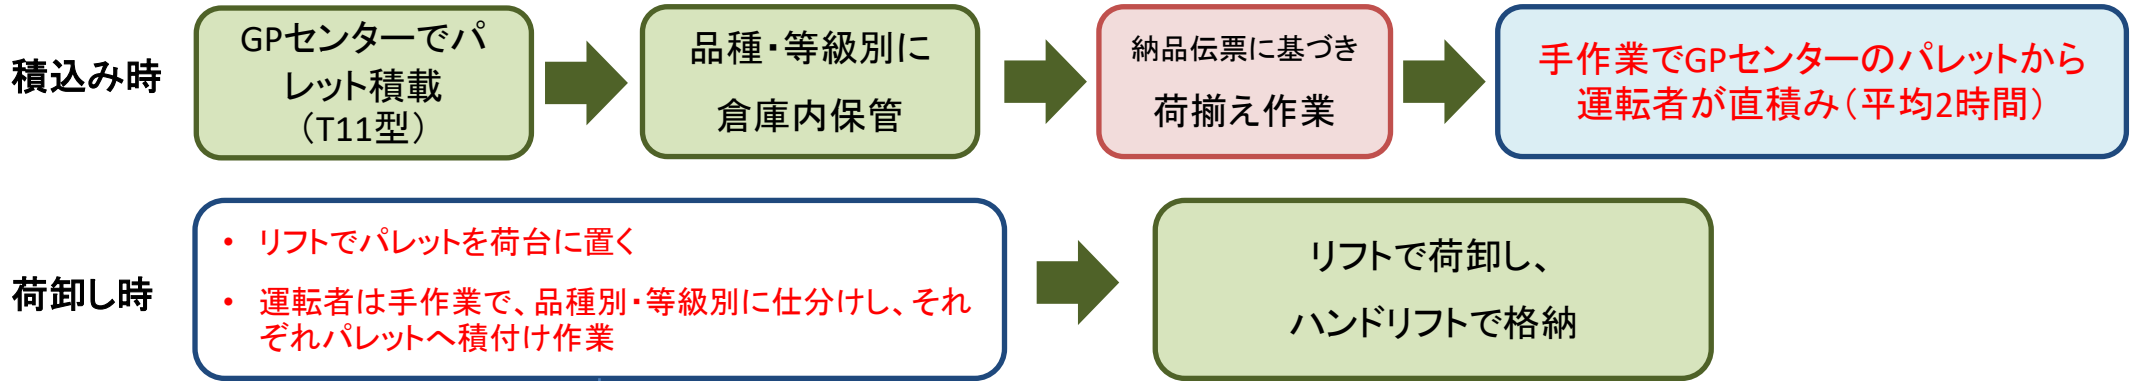 積込み時
GPセンターでパ
レット積載
（T11型）
品種・等級別に
倉庫内保管
納品伝票に基づき
荷揃え作業
手作業でGPセンターのパレットから
運転者が直積み（平均2時間）
荷卸し時
• リフトでパレットを荷台に置く
• 運転者は手作業で、品種別・等級別に仕分けし、それ
ぞれパレットへ積付け作業
リフトで荷卸し、
ハンドリフトで格納